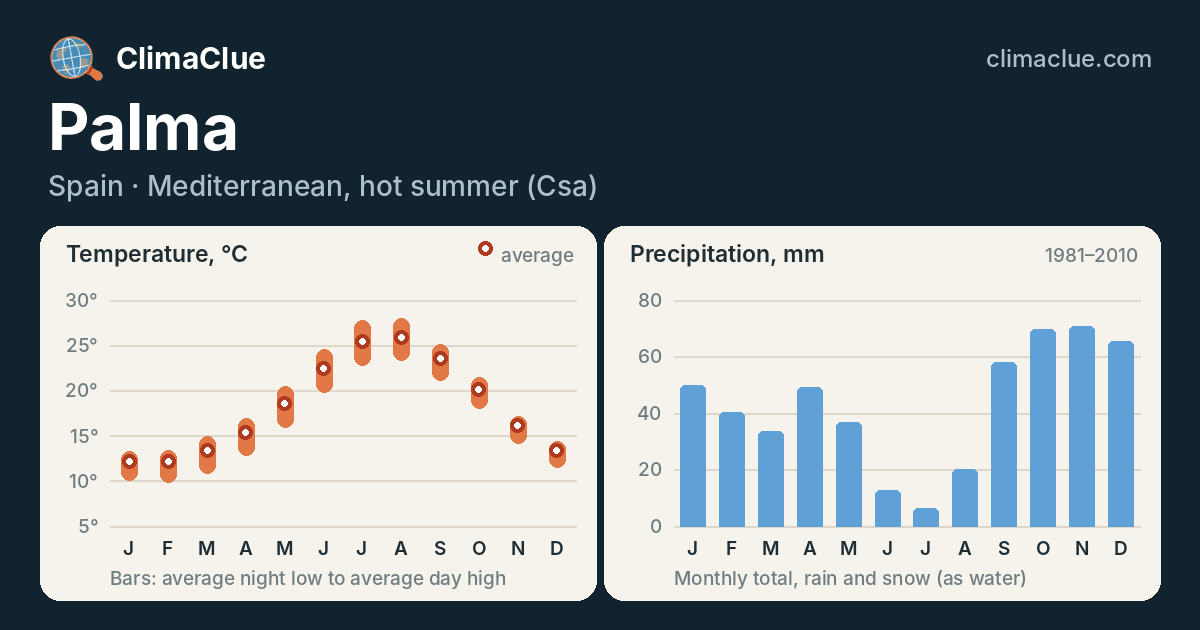 ClimaClue
climaclue.com
Palma
Spain · Mediterranean, hot summer (Csa)
Temperature, °C
average
30°
25°
20°
15°
10°
5°
J F M A M J J A S O N D
Bars: average night low to average day high
Precipitation, mm
1981–2010
80
60
40
20
0
J F M A M J J A S O N D
Monthly total, rain and snow (as water)